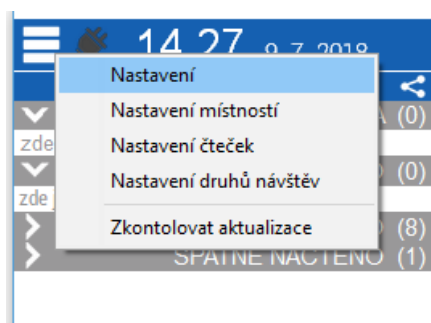 14 27 9. 7. 2018
Nastavení
Nastavení místností
A (0)
zde
Nastavení čteček
Nastavení druhů návštěv
(0)
zde
Zkontolovat aktualizace
(8)
ŠPATNĚ NAČTENO (1)